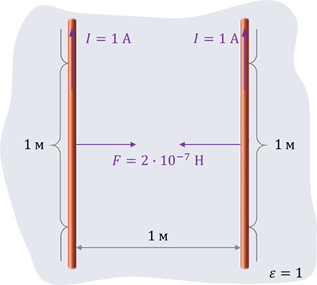 I = 1 А I = 1 А
1 м 1 м
F = 2 · 10⁻⁷ Н
1 м
ε = 1